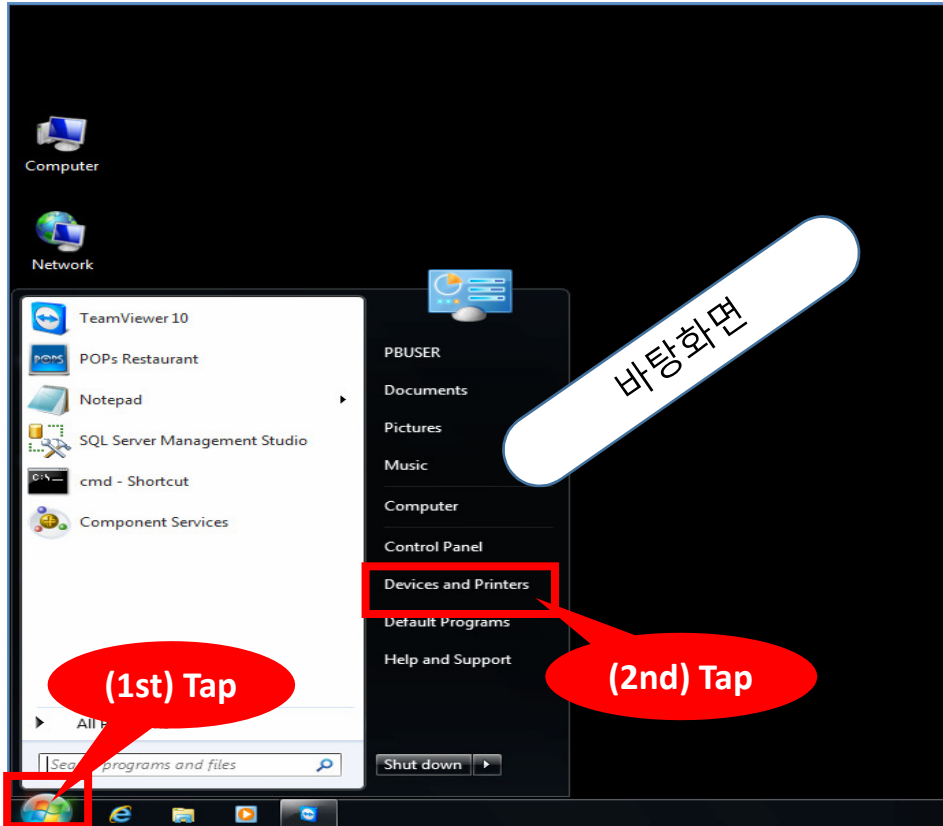 Computer
Network
TeamViewer 10
POPs Restaurant
Notepad
SQL Server Management Studio
cmd - Shortcut
Component Services
PBUSER
Documents
Pictures
Music
Computer
Control Panel
Devices and Printers
Default Programs
Help and Support
바탕화면
(1st) Tap
(2nd) Tap
All
programs and files
Shut down